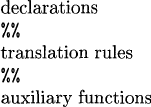 declarations
%%
translation rules
%%
auxiliary functions